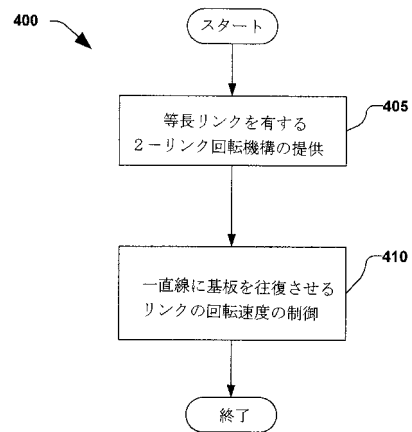 400
スタート
等長リンクを有する
2－リンク回転機構の提供
405
一直線に基板を往復させる
リンクの回転速度の制御
410
終了